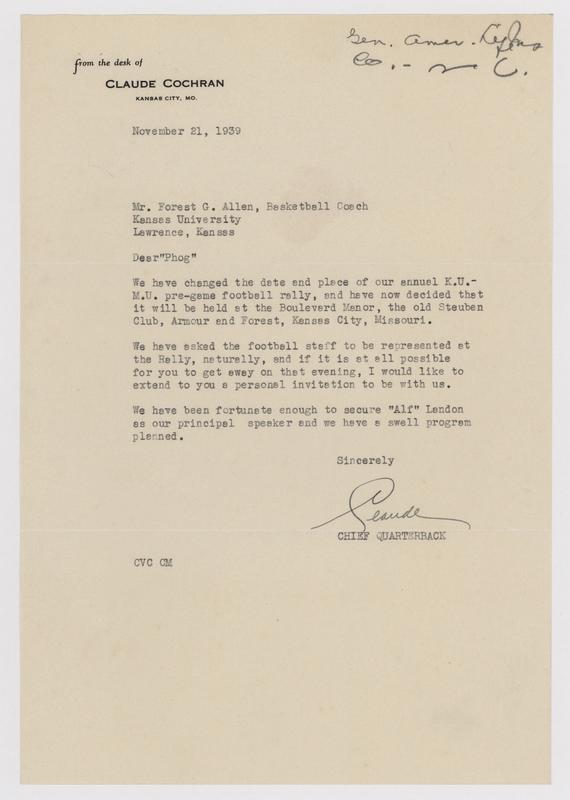 Gen. Amer. Life Ins
Co. - K. C.
from the desk of
CLAUDE COCHRAN
KANSAS CITY, MO.
November 21, 1939
Mr. Forest G. Allen, Basketball Coach
Kansas University
Lawrence, Kansas
Dear"Phog"
We have changed the date and place of our annual K.U.-
M.U. pre-game football rally, and have now decided that
it will be held at the Boulevard Manor, the old Steuben
Club, Armour and Forest, Kansas City, Missouri.
We have asked the football staff to be represented at
the Rally, naturally, and if it is at all possible
for you to get away on that evening, I would like to
extend to you a personal invitation to be with us.
We have been fortunate enough to secure "Alf" Landon
as our principal speaker and we have a swell program
planned.
Sincerely
Claude
CHIEF QUARTERBACK
CVC CM